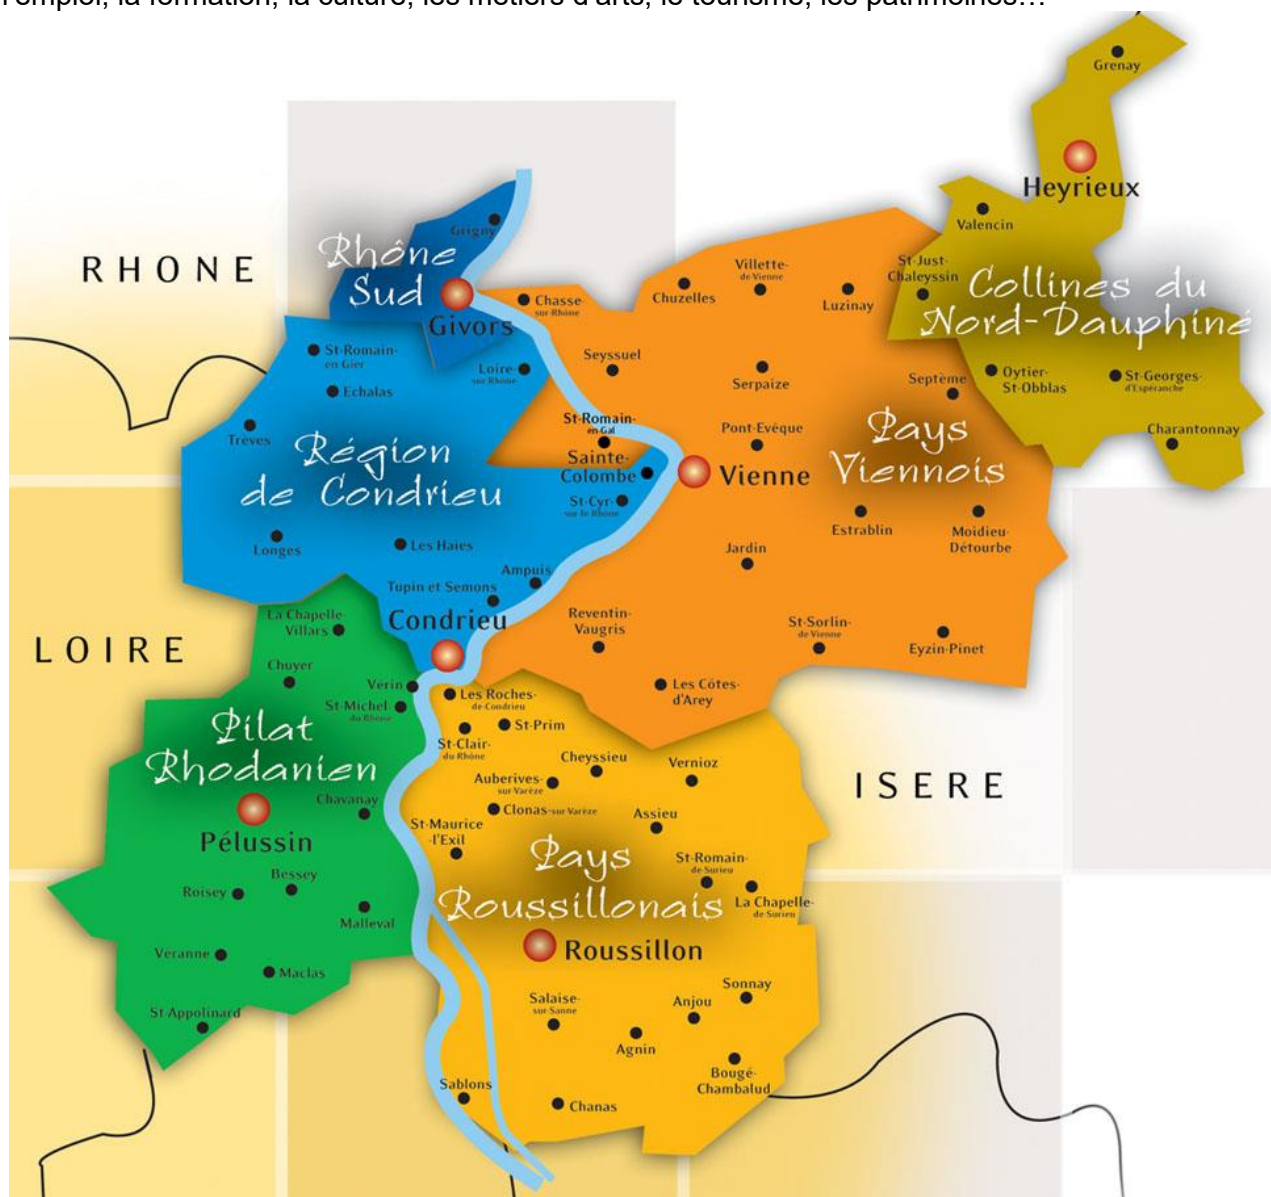 l'emploi, la formation, la culture, les métiers d'arts, le tourisme, les patrimoines…
Grenay
Heyrieux
Valencin
Grigny
Rhône
Sud
RHONE
Givors
Chasse-
sur-Rhône
Chuzelles
Villette-
de-Vienne
Luzinay
St-Just-
Chaleyssin
Collines du
Nord-Dauphiné
St-Romain-
en Gier
Echalas
Loire-
sur Rhône
Seyssuel
Serpaize
Septème
Oytier-
St-Obblas
St-Georges-
d'Espéranche
Charantonnay
Trèves
Région
de Condrieu
St-Romain-
en-Gal
Sainte-
Colombe
St-Cyr-
sur le Rhône
Pont-Evêque
Vienne
Pays
Viennois
Estrablin
Moidieu-
Détourbe
Longes
Les Haies
Ampuis
Tupin et Semons
Condrieu
Jardin
Reventin-
Vaugris
St-Sorlin-
de Vienne
Eyzin-Pinet
Les Côtes-
d'Arey
LOIRE
La Chapelle-
Villars
Chuyer
Vérin
St-Michel
du Rhône
Pilat
Rhodanien
Chavanay
Pélussin
Bessey
Roisey
Malleval
Veranne
Maclas
St-Appolinard
Les Roches-
de-Condrieu
St-Prim
St-Clair-
du Rhône
Cheyssieu
Vernioz
Auberives-
sur-Varèze
Clonas-sur-Varèze
Assieu
ISERE
St-Maurice
-l'Exil
Pays
Roussillonais
St-Romain-
de Surieu
La Chapelle-
de-Surieu
Roussillon
Salaise-
sur-Sanne
Sonnay
Anjou
Agnin
Bougé-
Chambalud
Sablons
Chanas